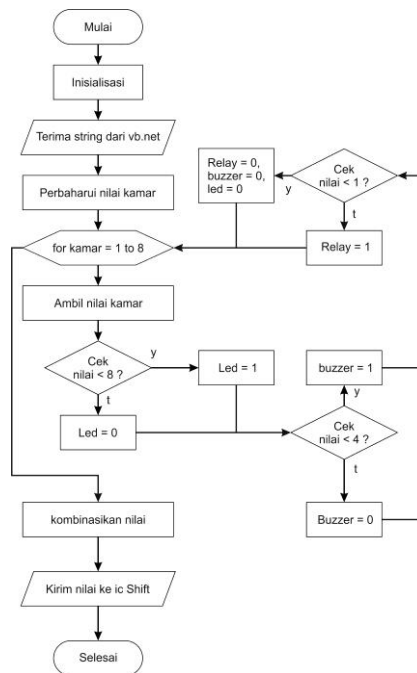 Mulai
Inisialisasi
Terima string dari vb.net
Perbaharui nilai kamar
for kamar = 1 to 8
Ambil nilai kamar
Cek
nilai < 8 ?
y
t
Led = 1
Led = 0
Cek
nilai < 4 ?
y
t
buzzer = 1
Buzzer = 0
Cek
nilai < 1 ?
y
t
Relay = 0,
buzzer = 0,
led = 0
Relay = 1
kombinasikan nilai
Kirim nilai ke ic Shift
Selesai